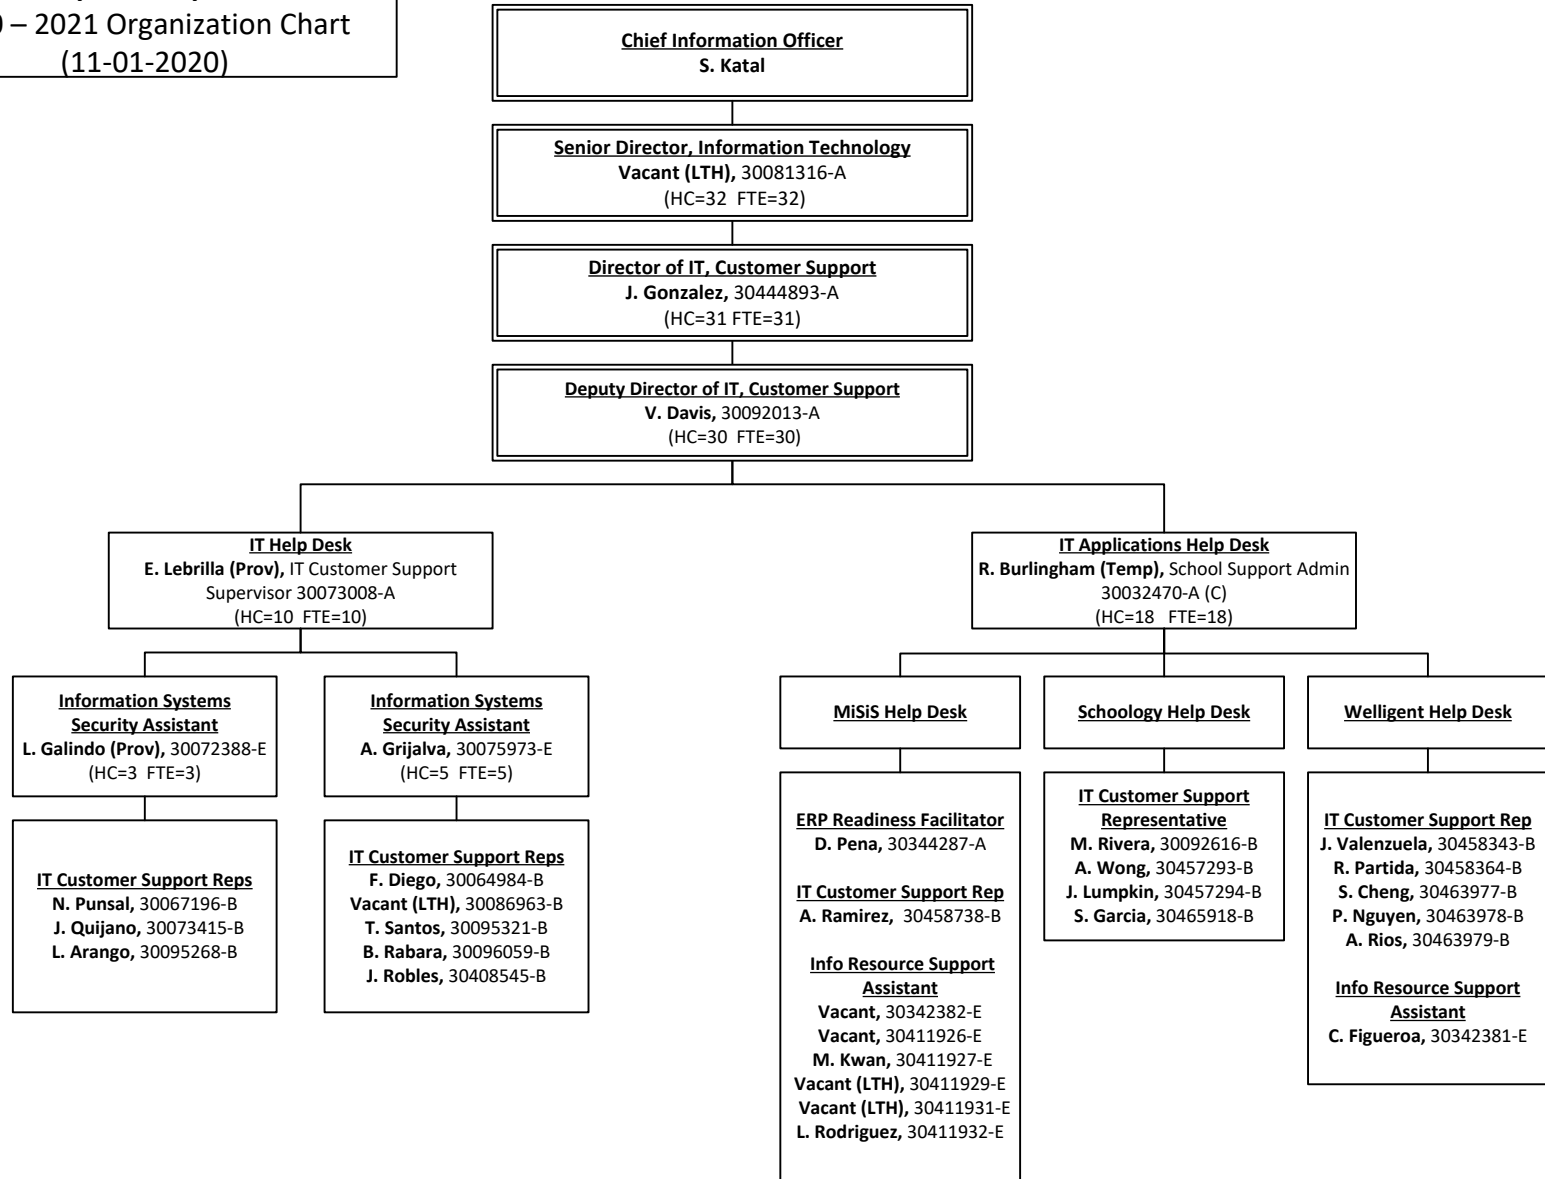 – 2021 Organization Chart
(11-01-2020)
Chief Information Officer
S. Katal
Senior Director, Information Technology
Vacant (LTH), 30081316-A
(HC=32 FTE=32)
Director of IT, Customer Support
J. Gonzalez, 30444893-A
(HC=31 FTE=31)
Deputy Director of IT, Customer Support
V. Davis, 30092013-A
(HC=30 FTE=30)
IT Help Desk
E. Lebrilla (Prov), IT Customer Support
Supervisor 30073008-A
(HC=10 FTE=10)
IT Applications Help Desk
R. Burlingham (Temp), School Support Admin
30032470-A (C)
(HC=18 FTE=18)
Information Systems
Security Assistant
L. Galindo (Prov), 30072388-E
(HC=3 FTE=3)
Information Systems
Security Assistant
A. Grijalva, 30075973-E
(HC=5 FTE=5)
MiSiS Help Desk
Schoology Help Desk
Welligent Help Desk
IT Customer Support Reps
N. Punsal, 30067196-B
J. Quijano, 30073415-B
L. Arango, 30095268-B
IT Customer Support Reps
F. Diego, 30064984-B
Vacant (LTH), 30086963-B
T. Santos, 30095321-B
B. Rabara, 30096059-B
J. Robles, 30408545-B
ERP Readiness Facilitator
D. Pena, 30344287-A
IT Customer Support Rep
A. Ramirez, 30458738-B
Info Resource Support
Assistant
Vacant, 30342382-E
Vacant, 30411926-E
M. Kwan, 30411927-E
Vacant (LTH), 30411929-E
Vacant (LTH), 30411931-E
L. Rodriguez, 30411932-E
IT Customer Support
Representative
M. Rivera, 30092616-B
A. Wong, 30457293-B
J. Lumpkin, 30457294-B
S. Garcia, 30465918-B
IT Customer Support Rep
J. Valenzuela, 30458343-B
R. Partida, 30458364-B
S. Cheng, 30463977-B
P. Nguyen, 30463978-B
A. Rios, 30463979-B
Info Resource Support
Assistant
C. Figueroa, 30342381-E